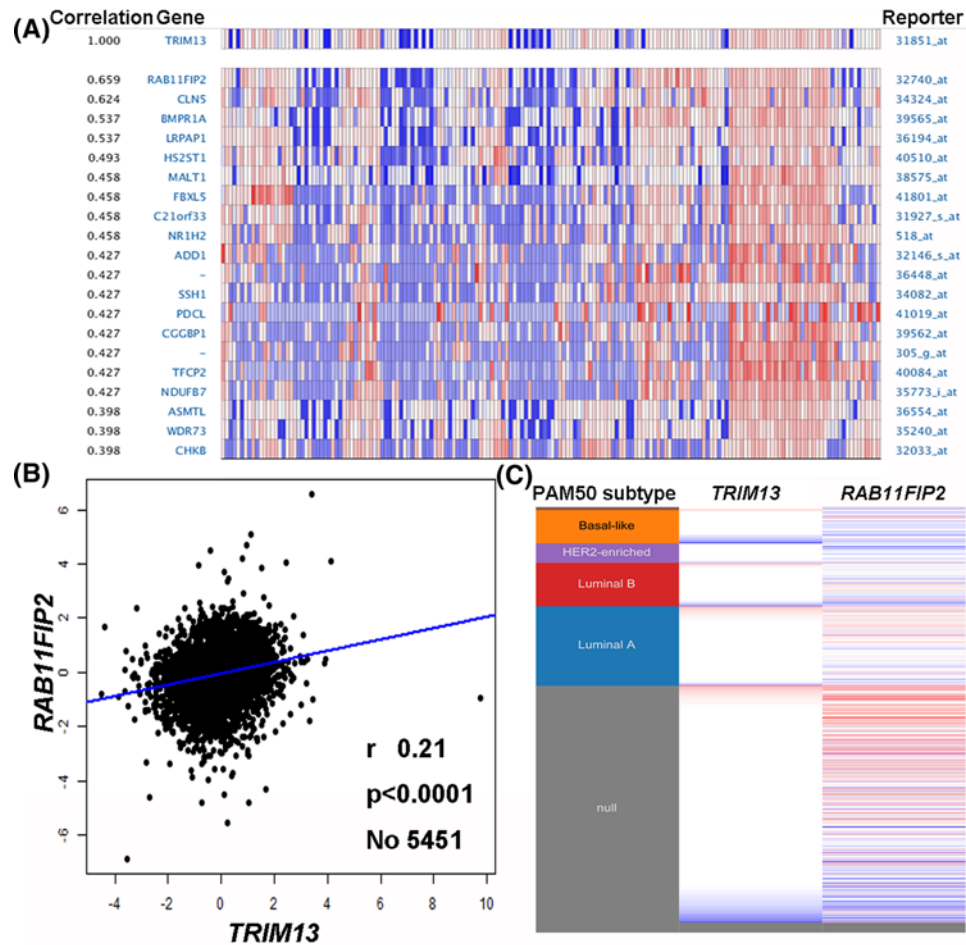 Correlation Gene Reporter
(A)
1.000 TRIM13 31851_at
0.659 RAB11FIP2 32740_at
0.624 CLN5 34324_at
0.537 BMPR1A 39565_at
0.537 LRPAP1 36194_at
0.493 HS2ST1 40510_at
0.458 MALT1 38575_at
0.458 FBXL5 41801_at
0.458 C21orf33 31927_s_at
0.458 NR1H2 518_at
0.427 ADD1 32146_s_at
0.427 - 36448_at
0.427 SSH1 34082_at
0.427 PDCL 41019_at
0.427 CGGBP1 39562_at
0.427 - 305_g_at
0.427 TFCP2 40084_at
0.427 NDUFB7 35773_i_at
0.398 ASMTL 36554_at
0.398 WDR73 35240_at
0.398 CHKB 32033_at
(B)
RAB11FIP2
6
4
2
0
-2
-4
-6
r 0.21
p<0.0001
No 5451
-4 -2 0 2 4 6 8 10
TRIM13
(C)
PAM50 subtype TRIM13 RAB11FIP2
Basal-like
HER2-enriched
Luminal B
Luminal A
null